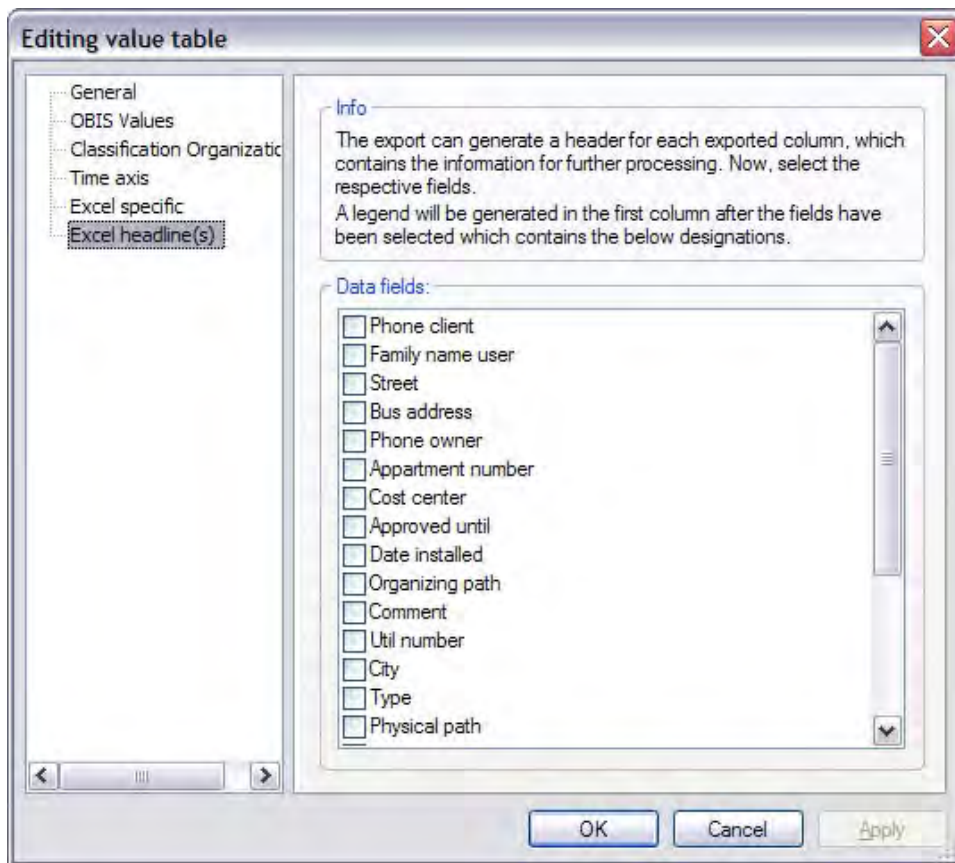 Editing value table
General
OBIS Values
Classification Organizatic
Time axis
Excel specific
Excel headline(s)
Info
The export can generate a header for each exported column, which
contains the information for further processing. Now, select the
respective fields.
A legend will be generated in the first column after the fields have
been selected which contains the below designations.
Data fields:
Phone client
Family name user
Street
Bus address
Phone owner
Appartment number
Cost center
Approved until
Date installed
Organizing path
Comment
Util number
City
Type
Physical path
OK
Cancel
Apply